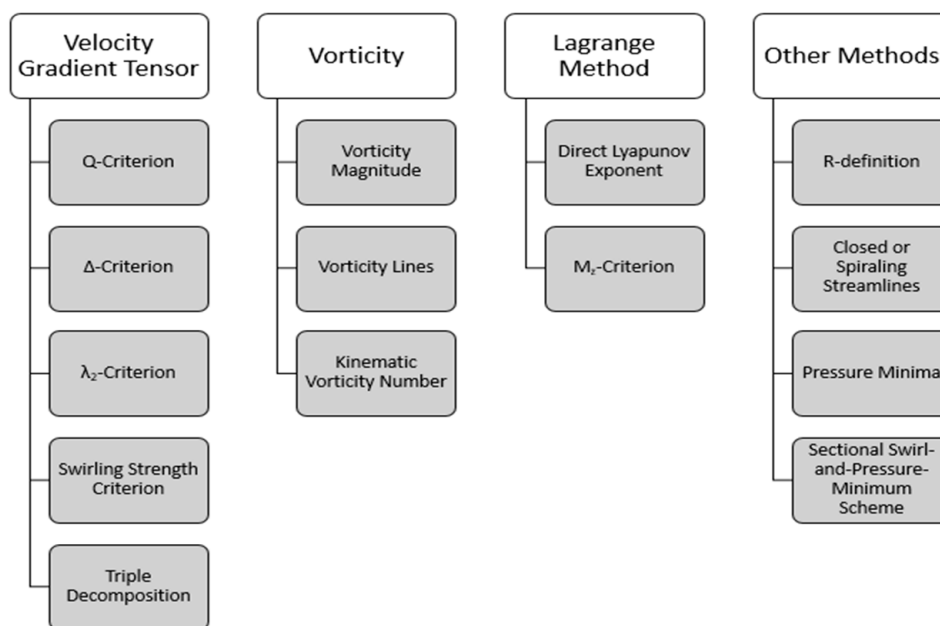 Velocity
Gradient Tensor
Q-Criterion
Δ-Criterion
λ₂-Criterion
Swirling Strength
Criterion
Triple
Decomposition
Vorticity
Vorticity
Magnitude
Vorticity Lines
Kinematic
Vorticity Number
Lagrange
Method
Direct Lyapunov
Exponent
M𝓏-Criterion
Other Methods
R-definition
Closed or
Spiraling
Streamlines
Pressure Minima
Sectional Swirl-
and-Pressure-
Minimum
Scheme